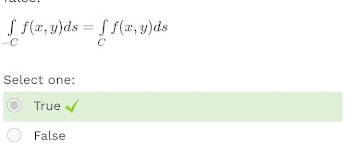 ∫ f(x, y)ds = ∫ f(x, y)ds
−C C
Select one:
True
False